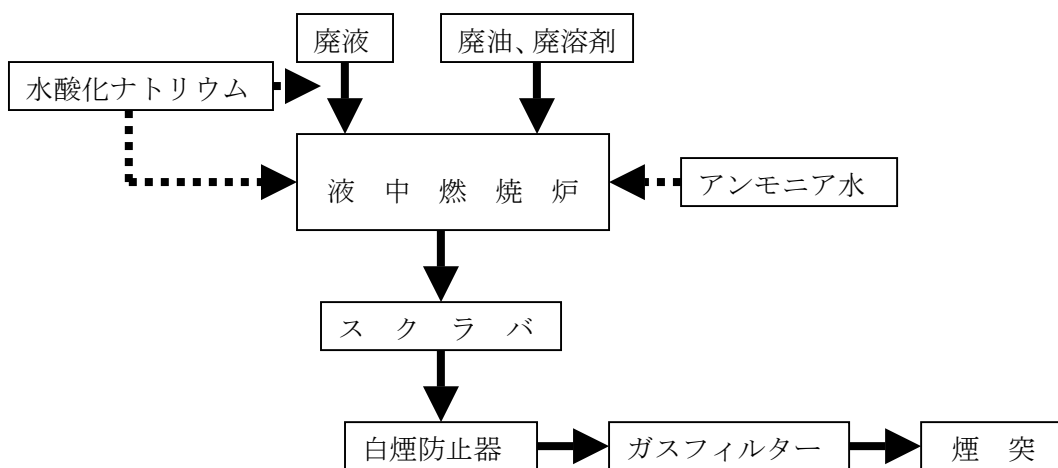 廃液
廃油、廃溶剤
水酸化ナトリウム
液中燃焼炉
アンモニア水
スクラバ
白煙防止器
ガスフィルター
煙突